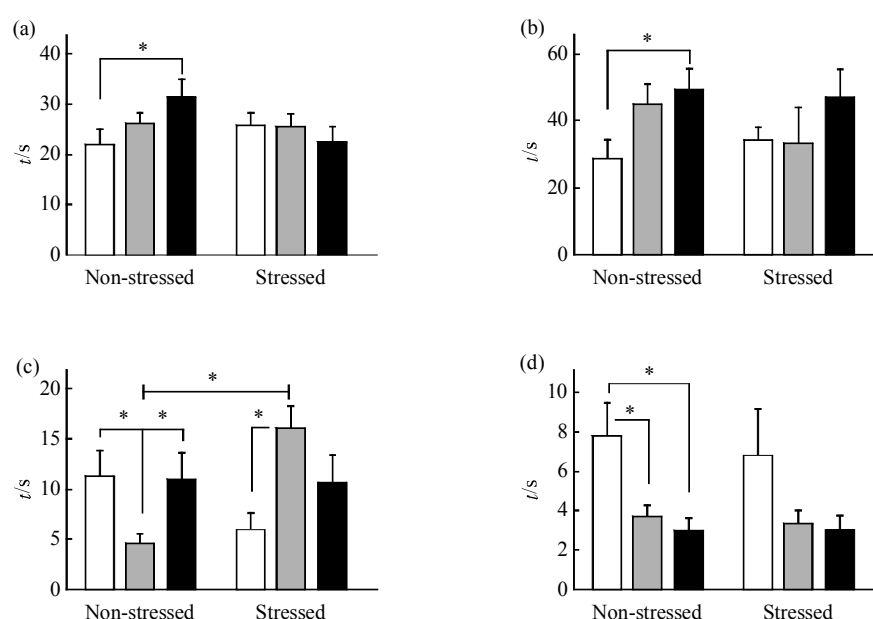 (a)
40
30
20
10
0
t/s
*
Non-stressed Stressed
(b)
60
40
20
0
t/s
*
Non-stressed Stressed
(c)
20
15
10
5
0
t/s
*
* * *
Non-stressed Stressed
(d)
10
8
6
4
2
0
t/s
*
*
Non-stressed Stressed